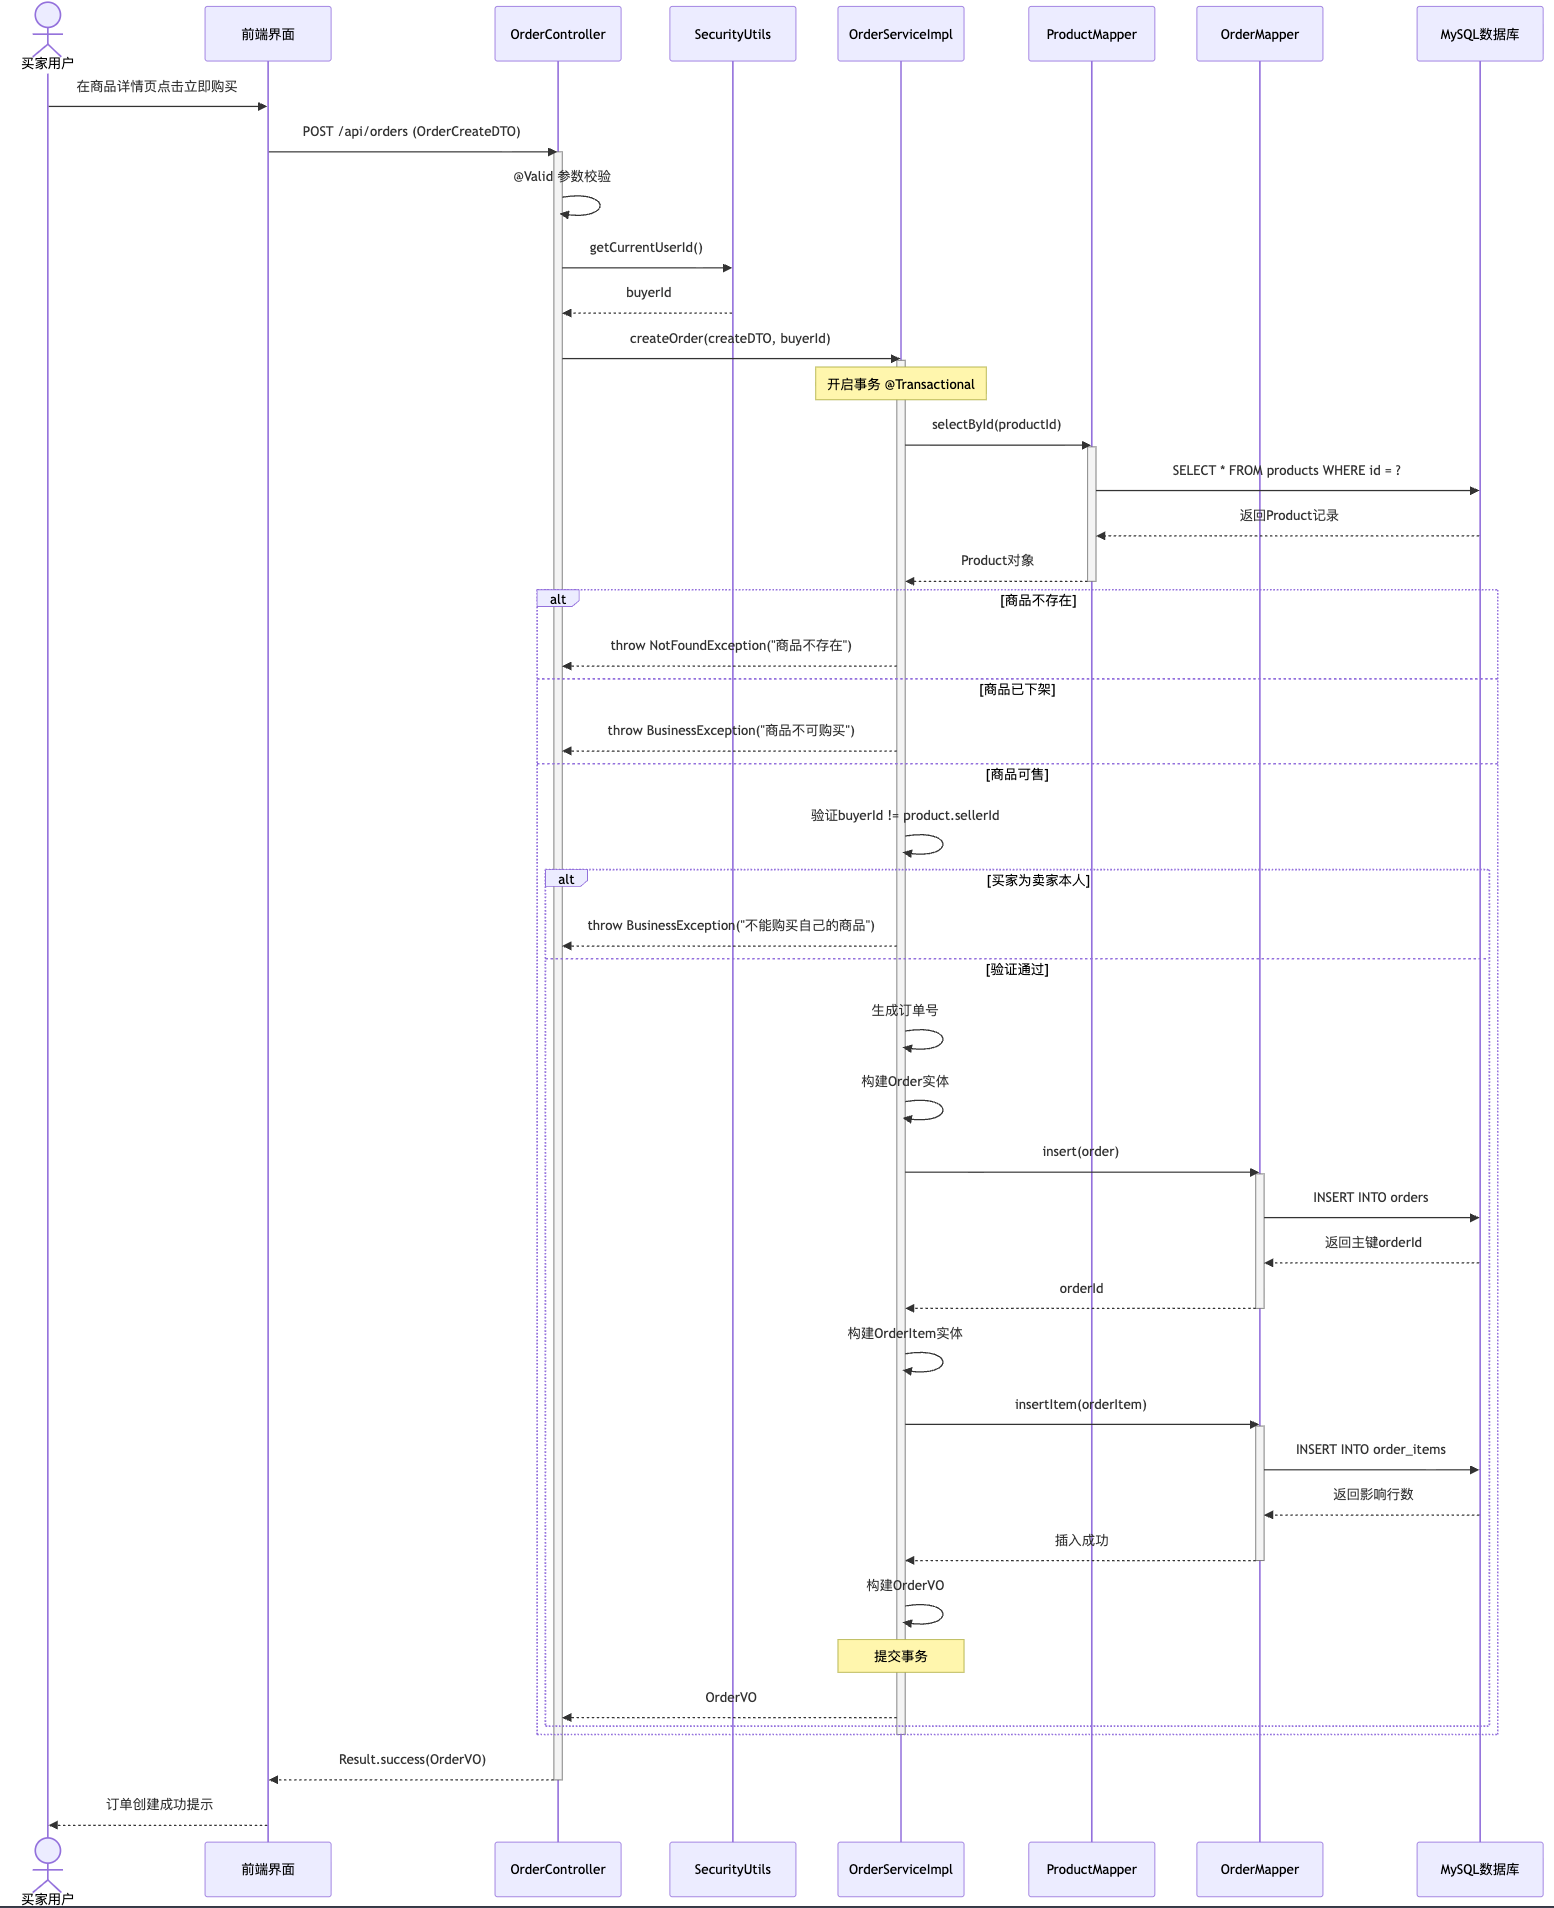 买家用户
前端界面
OrderController
SecurityUtils
OrderServiceImpl
ProductMapper
OrderMapper
MySQL数据库
在商品详情页点击立即购买
POST /api/orders (OrderCreateDTO)
@Valid 参数校验
getCurrentUserId()
buyerId
createOrder(createDTO, buyerId)
开启事务 @Transactional
selectById(productId)
SELECT * FROM products WHERE id = ?
返回Product记录
Product对象
alt
[商品不存在]
throw NotFoundException("商品不存在")
[商品已下架]
throw BusinessException("商品不可购买")
[商品可售]
验证buyerId != product.sellerId
alt
[买家为卖家本人]
throw BusinessException("不能购买自己的商品")
[验证通过]
生成订单号
构建Order实体
insert(order)
INSERT INTO orders
返回主键orderId
orderId
构建OrderItem实体
insertItem(orderItem)
INSERT INTO order_items
返回影响行数
插入成功
构建OrderVO
提交事务
OrderVO
Result.success(OrderVO)
订单创建成功提示
买家用户
前端界面
OrderController
SecurityUtils
OrderServiceImpl
ProductMapper
OrderMapper
MySQL数据库